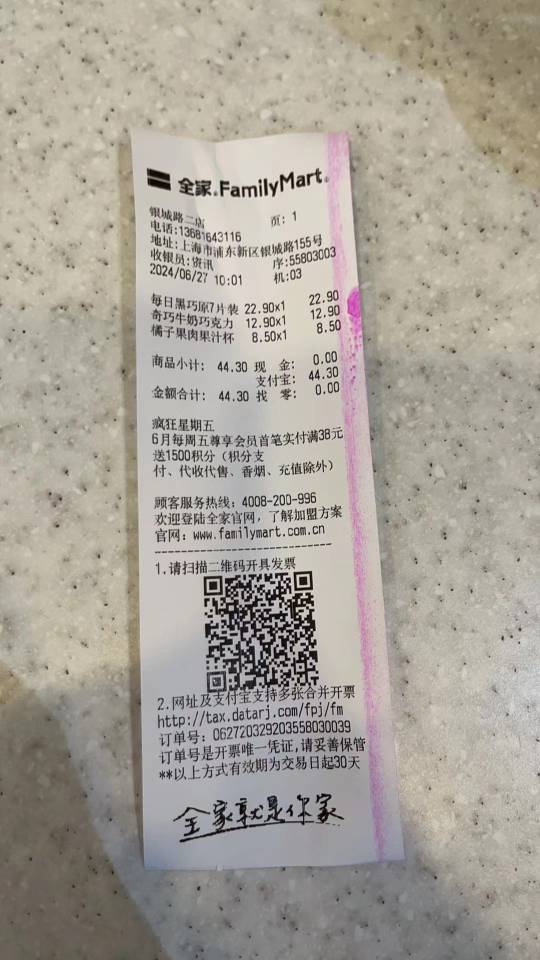 全家 FamilyMart
银城路二店 页: 1
电话:13681643116
地址:上海市浦东新区银城路155号
收银员:资讯 序:55803003
2024/06/27 10:01 机:03
每日黑巧原7片装 22.90x1 22.90
奇巧牛奶巧克力 12.90x1 12.90
橘子果肉果汁杯 8.50x1 8.50
商品小计: 44.30 现 金: 0.00
支付宝: 44.30
金额合计: 44.30 找 零: 0.00
疯狂星期五
6月每周五尊享会员首笔实付满38元
送1500积分（积分支
付、代收代售、香烟、充值除外）
顾客服务热线: 4008-200-996
欢迎登陆全家官网，了解加盟方案
官网: www.familymart.com.cn
------------------------------
1.请扫描二维码开具发票
2.网址及支付宝支持多张合并开票
http://tax.datarj.com/fpj/fm
订单号: 062720329203558030039
订单号是开票唯一凭证,请妥善保管
**以上方式有效期为交易日起30天
全家就是你家